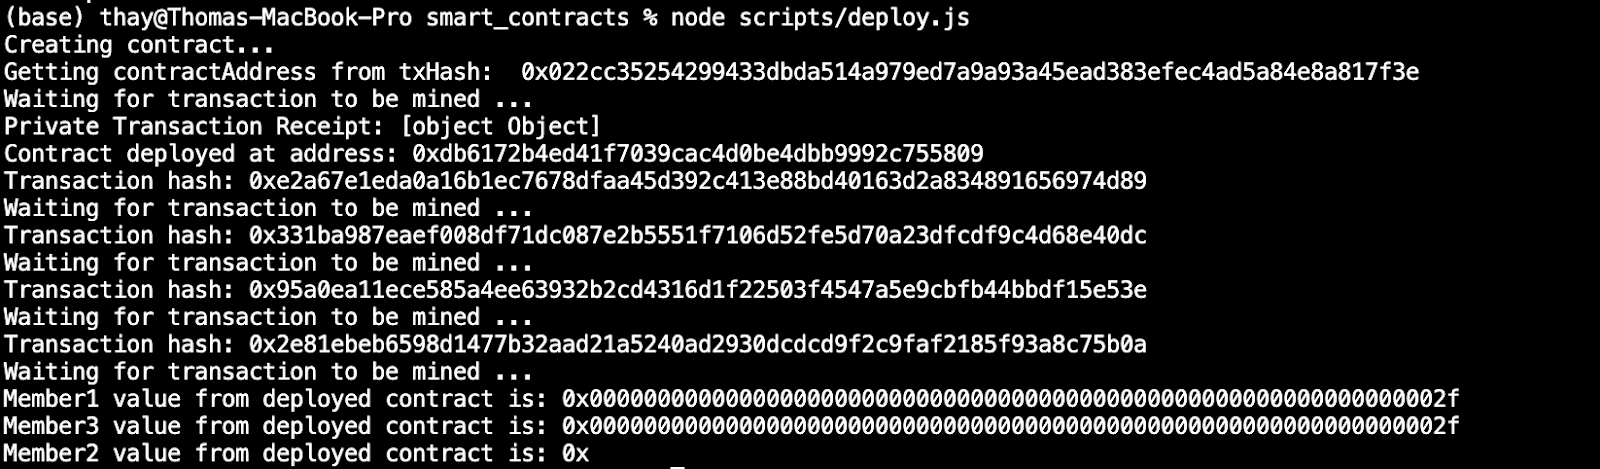 (base) thay@Thomas-MacBook-Pro smart_contracts % node scripts/deploy.js
Creating contract...
Getting contractAddress from txHash:  0x022cc35254299433dbda514a979ed7a9a93a45ead383efec4ad5a84e8a817f3e
Waiting for transaction to be mined ...
Private Transaction Receipt: [object Object]
Contract deployed at address: 0xdb6172b4ed41f7039cac4d0be4dbb9992c755809
Transaction hash: 0xe2a67e1eda0a16b1ec7678dfaa45d392c413e88bd40163d2a834891656974d89
Waiting for transaction to be mined ...
Transaction hash: 0x331ba987eaef008df71dc087e2b5551f7106d52fe5d70a23dfcdf9c4d68e40dc
Waiting for transaction to be mined ...
Transaction hash: 0x95a0ea11ece585a4ee63932b2cd4316d1f22503f4547a5e9cbfb44bbdf15e53e
Waiting for transaction to be mined ...
Transaction hash: 0x2e81ebeb6598d1477b32aad21a5240ad2930dcdcd9f2c9faf2185f93a8c75b0a
Waiting for transaction to be mined ...
Member1 value from deployed contract is: 0x000000000000000000000000000000000000000000000000000000000000002f
Member3 value from deployed contract is: 0x000000000000000000000000000000000000000000000000000000000000002f
Member2 value from deployed contract is: 0x